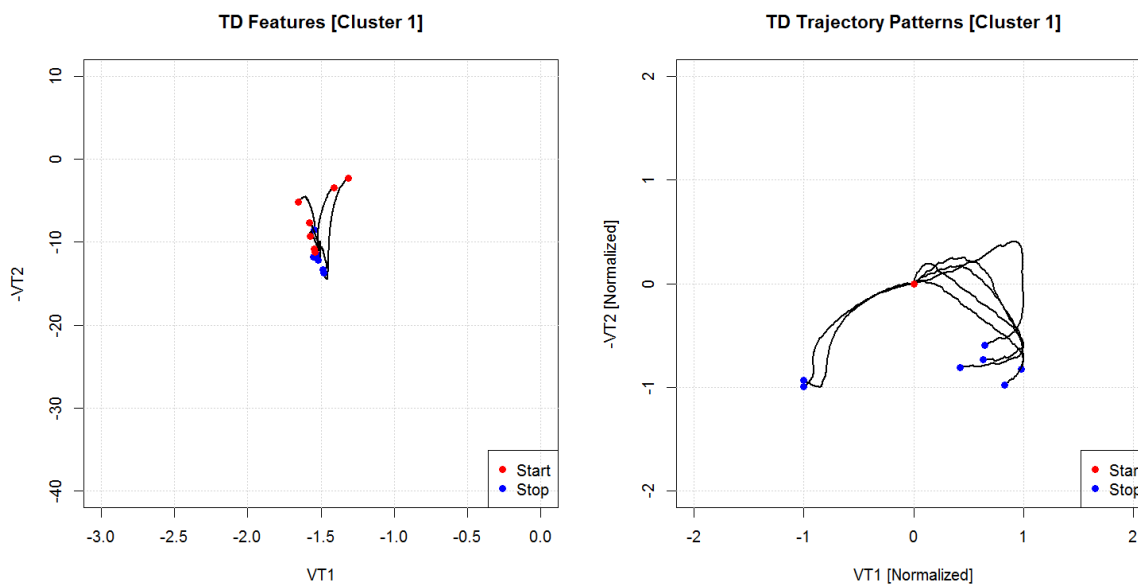 TD Features [Cluster 1]
-VT2
10
0
-10
-20
-30
-40
Start
Stop
-3.0 -2.5 -2.0 -1.5 -1.0 -0.5 0.0
VT1
TD Trajectory Patterns [Cluster 1]
-VT2 [Normalized]
2
1
0
-1
-2
Start
Stop
-2 -1 0 1 2
VT1 [Normalized]